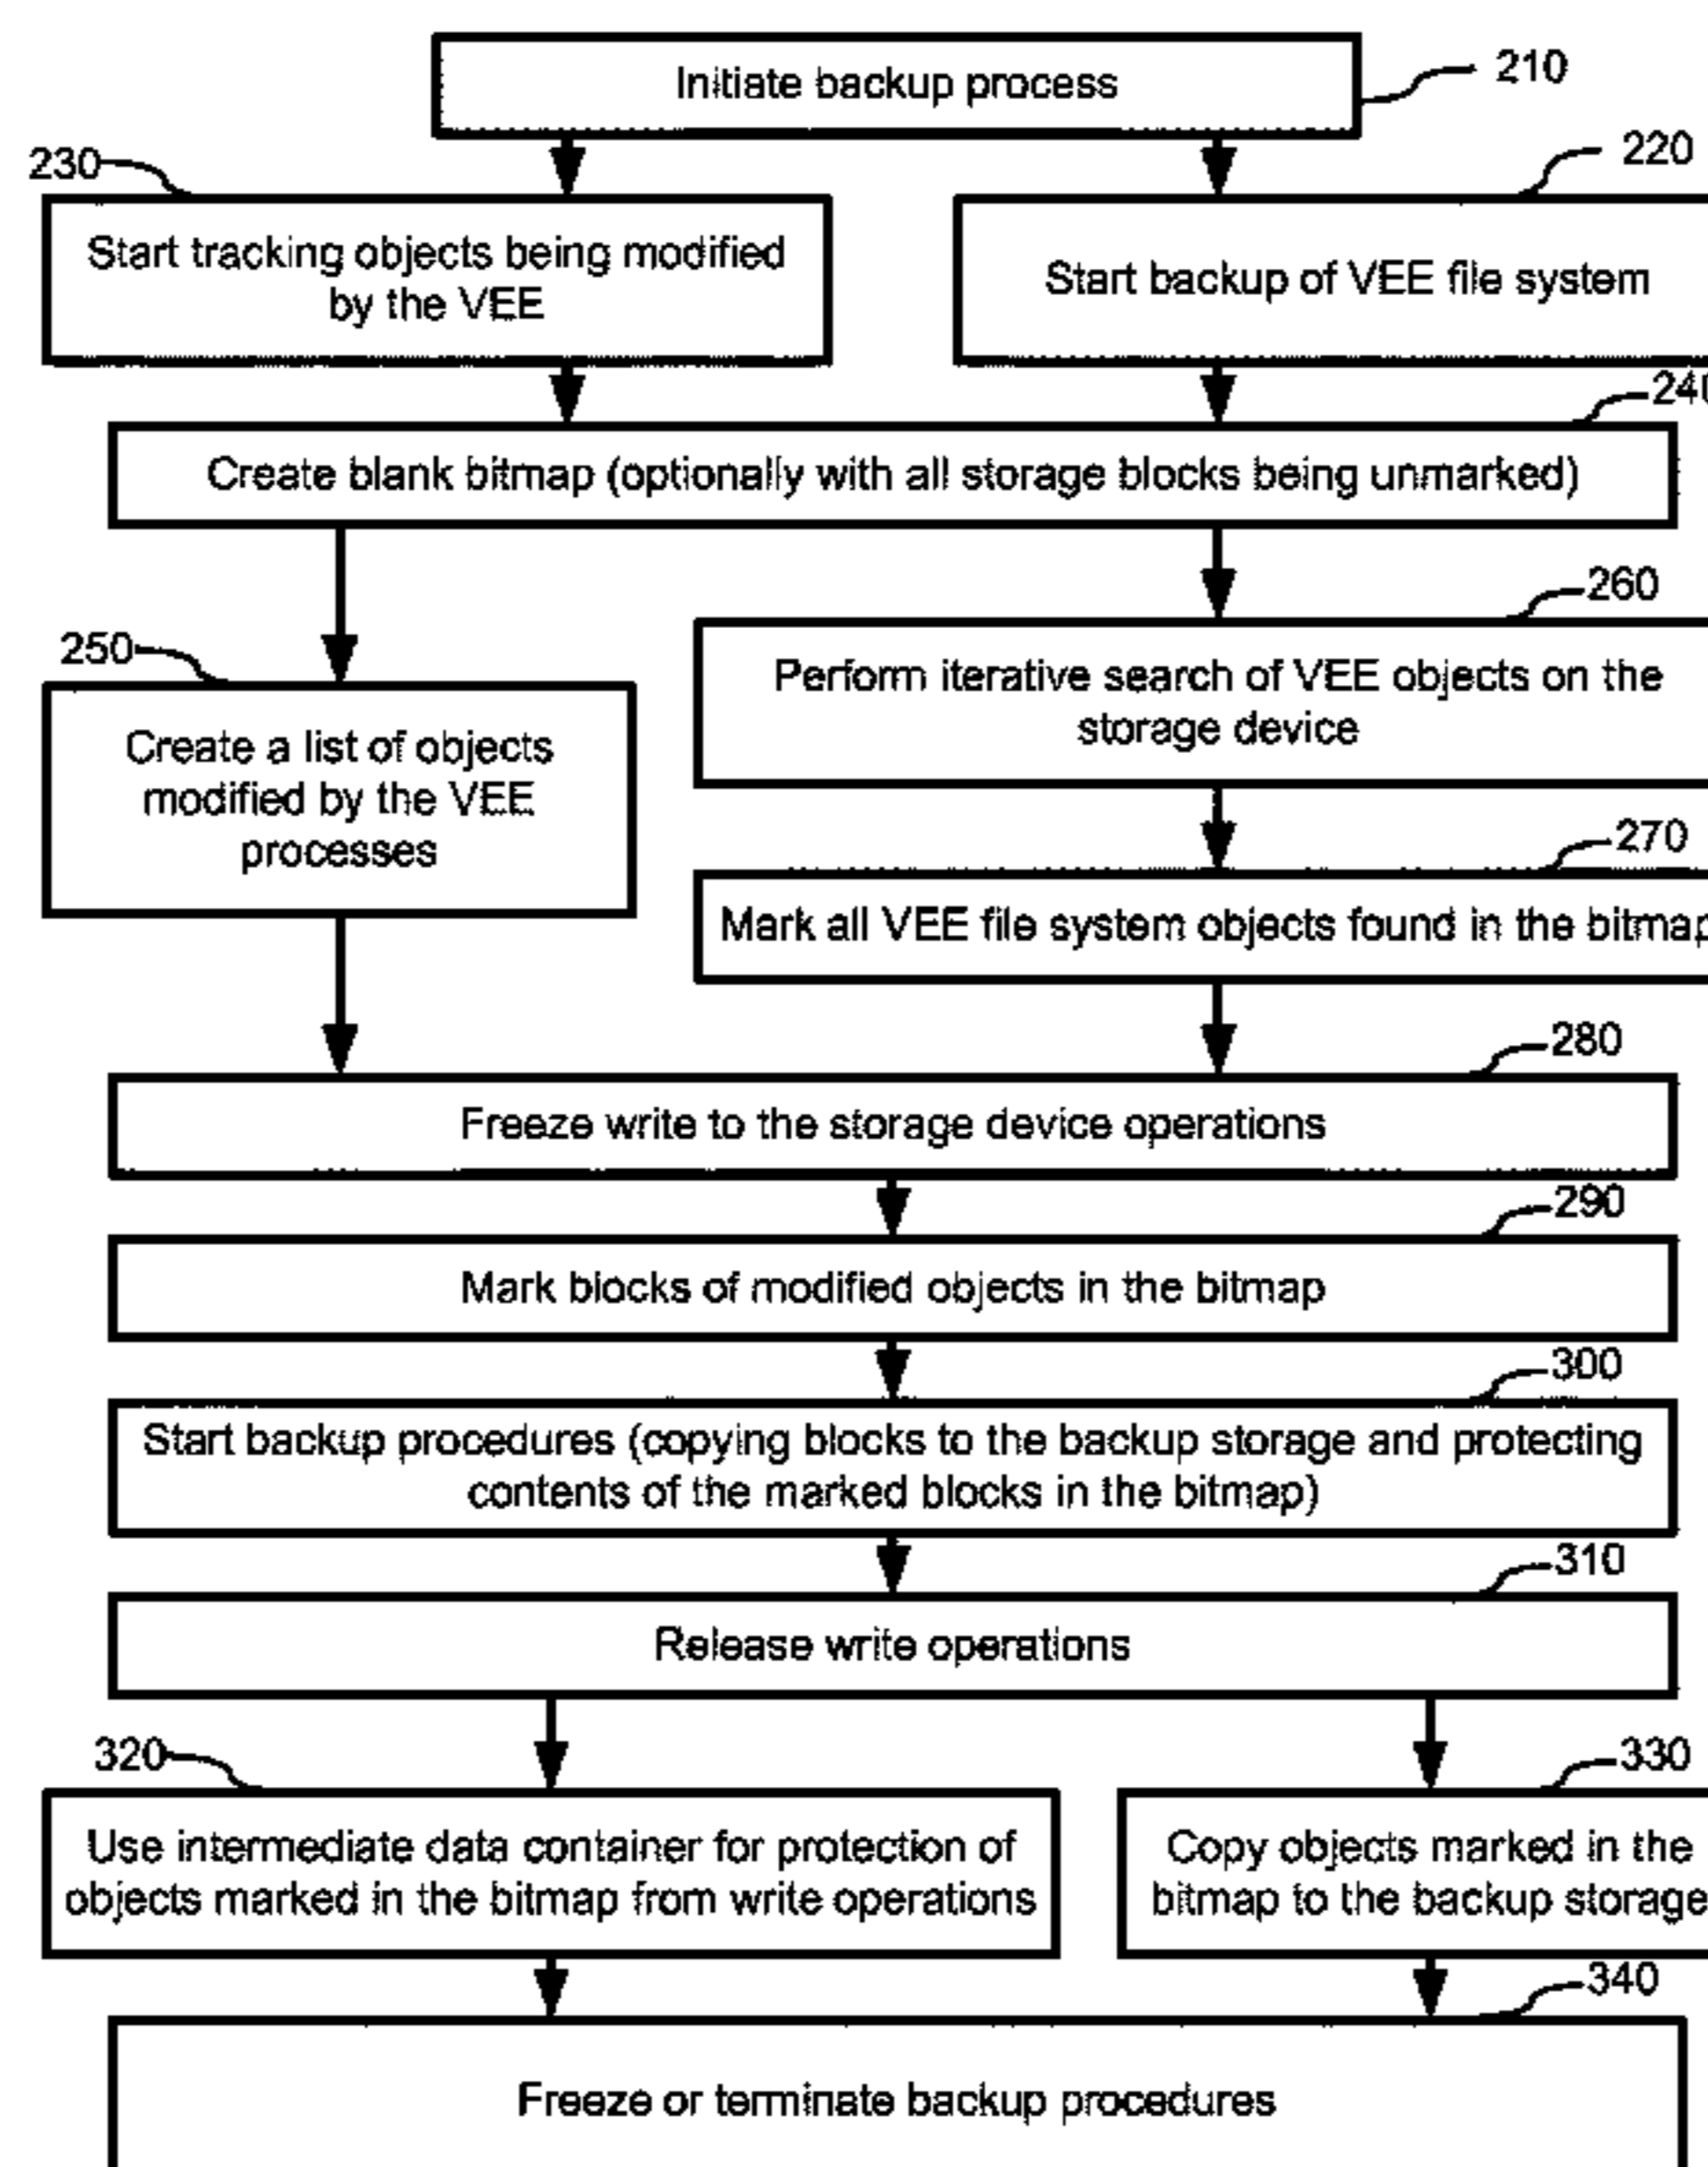 Initiate backup process
210
230
220
Start tracking objects being modified
by the VEE
Start backup of VEE file system
240
Create blank bitmap (optionally with all storage blocks being unmarked)
260
250
Perform iterative search of VEE objects on the
storage device
Create a list of objects
modified by the VEE
processes
270
Mark all VEE file system objects found in the bitmap
280
Freeze write to the storage device operations
290
Mark blocks of modified objects in the bitmap
300
Start backup procedures (copying blocks to the backup storage and protecting
contents of the marked blocks in the bitmap)
310
Release write operations
320
330
Use intermediate data container for protection of
objects marked in the bitmap from write operations
Copy objects marked in the
bitmap to the backup storage
340
Freeze or terminate backup procedures